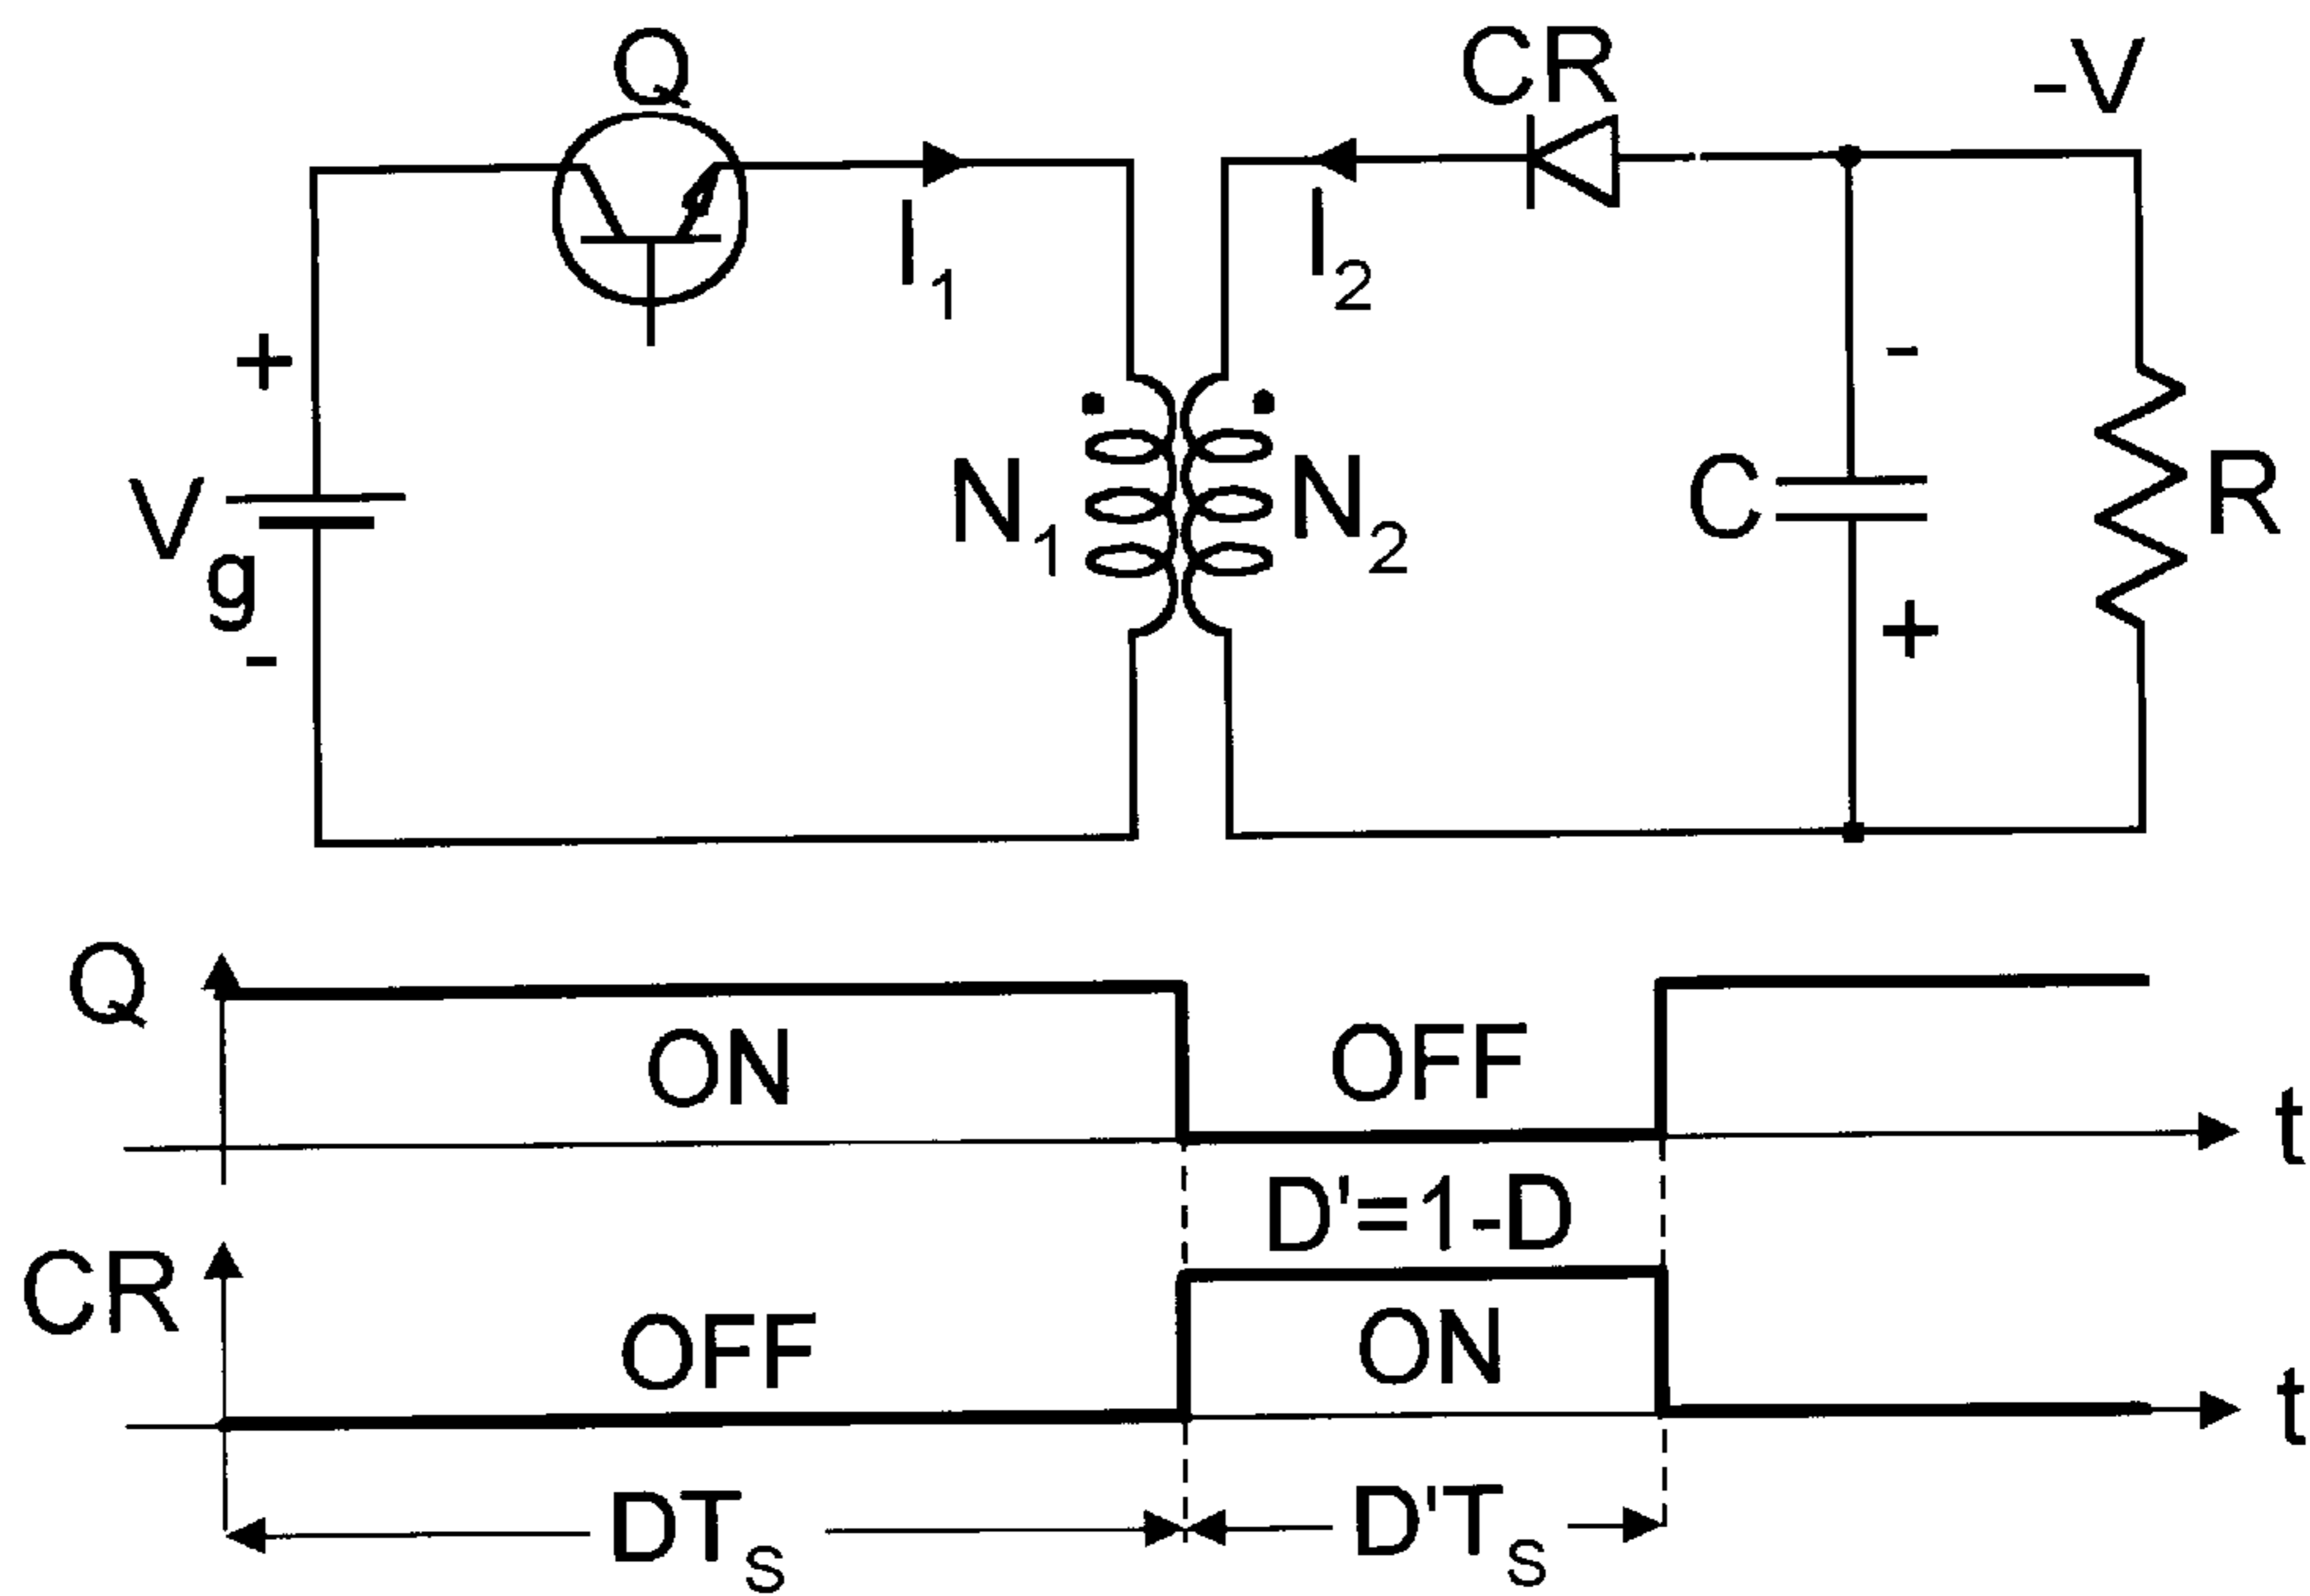 Q
CR
-V
I1
I2
+
-
Vg
-
N1
N2
C
R
+
Q
ON
OFF
t
D'=1-D
CR
OFF
ON
t
DTS
D'TS